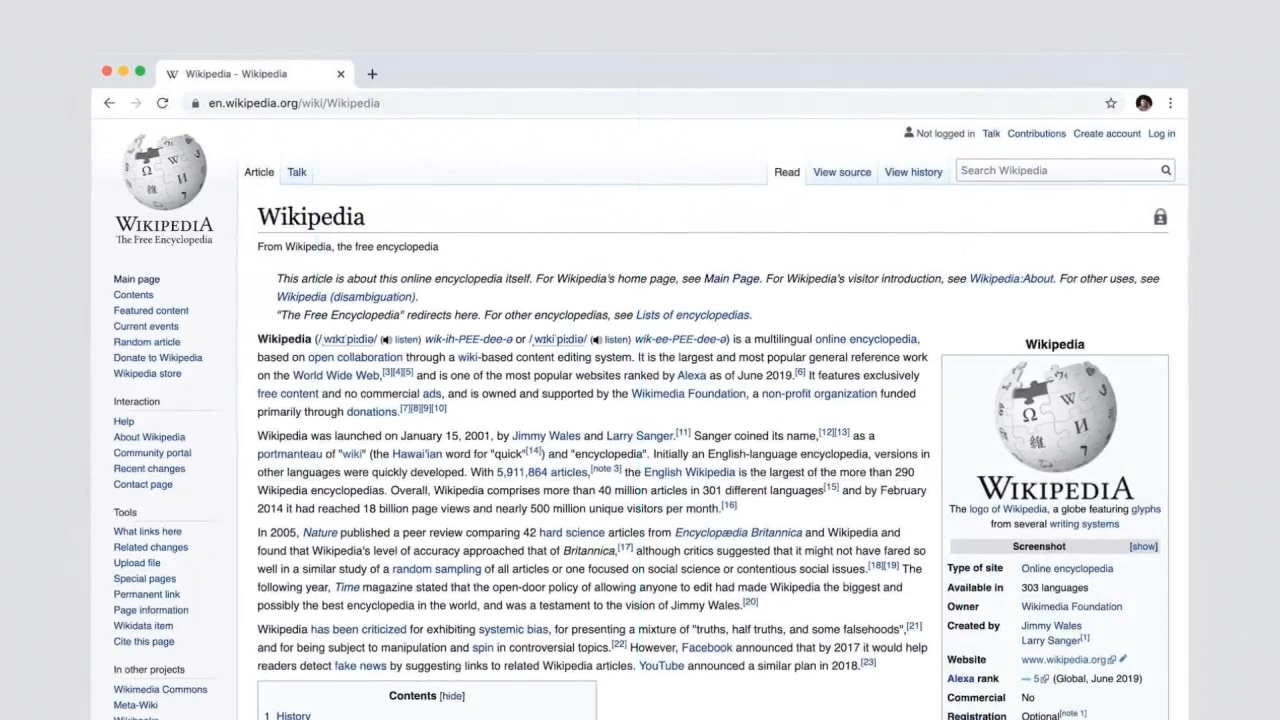 Wikipedia - Wikipedia
en.wikipedia.org/wiki/Wikipedia
Not logged in Talk Contributions Create account Log in
Article Talk Read View source View history Search Wikipedia
WIKIPEDIA
The Free Encyclopedia
Main page
Contents
Featured content
Current events
Random article
Donate to Wikipedia
Wikipedia store
Interaction
Help
About Wikipedia
Community portal
Recent changes
Contact page
Tools
What links here
Related changes
Upload file
Special pages
Permanent link
Page information
Wikidata item
Cite this page
In other projects
Wikimedia Commons
Meta-Wiki
Wikibooks
Wikipedia
From Wikipedia, the free encyclopedia
This article is about this online encyclopedia itself. For Wikipedia's home page, see Main Page. For Wikipedia's visitor introduction, see Wikipedia:About. For other uses, see
Wikipedia (disambiguation).
"The Free Encyclopedia" redirects here. For other encyclopedias, see Lists of encyclopedias.
Wikipedia (/ˌwɪkɪˈpiːdiə/ (listen) wik-ih-PEE-dee-ə or /ˌwɪkiˈpiːdiə/ (listen) wik-ee-PEE-dee-ə) is a multilingual online encyclopedia,
based on open collaboration through a wiki-based content editing system. It is the largest and most popular general reference work
on the World Wide Web,[3][4][5] and is one of the most popular websites ranked by Alexa as of June 2019.[6] It features exclusively
free content and no commercial ads, and is owned and supported by the Wikimedia Foundation, a non-profit organization funded
primarily through donations.[7][8][9][10]
Wikipedia was launched on January 15, 2001, by Jimmy Wales and Larry Sanger.[11] Sanger coined its name,[12][13] as a
portmanteau of "wiki" (the Hawai'ian word for "quick"[14]) and "encyclopedia". Initially an English-language encyclopedia, versions in
other languages were quickly developed. With 5,911,864 articles,[note 3] the English Wikipedia is the largest of the more than 290
Wikipedia encyclopedias. Overall, Wikipedia comprises more than 40 million articles in 301 different languages[15] and by February
2014 it had reached 18 billion page views and nearly 500 million unique visitors per month.[16]
In 2005, Nature published a peer review comparing 42 hard science articles from Encyclopædia Britannica and Wikipedia and
found that Wikipedia's level of accuracy approached that of Britannica,[17] although critics suggested that it might not have fared so
well in a similar study of a random sampling of all articles or one focused on social science or contentious social issues.[18][19] The
following year, Time magazine stated that the open-door policy of allowing anyone to edit had made Wikipedia the biggest and
possibly the best encyclopedia in the world, and was a testament to the vision of Jimmy Wales.[20]
Wikipedia has been criticized for exhibiting systemic bias, for presenting a mixture of "truths, half truths, and some falsehoods",[21]
and for being subject to manipulation and spin in controversial topics.[22] However, Facebook announced that by 2017 it would help
readers detect fake news by suggesting links to related Wikipedia articles. YouTube announced a similar plan in 2018.[23]
Contents [hide]
1 History
Wikipedia
Ω W И 維
WIKIPEDIA
The logo of Wikipedia, a globe featuring glyphs
from several writing systems
Screenshot [show]
Type of site Online encyclopedia
Available in 303 languages
Owner Wikimedia Foundation
Created by Jimmy Wales
Larry Sanger[1]
Website www.wikipedia.org
Alexa rank 5 (Global, June 2019)
Commercial No
Registration Optional[note 1]